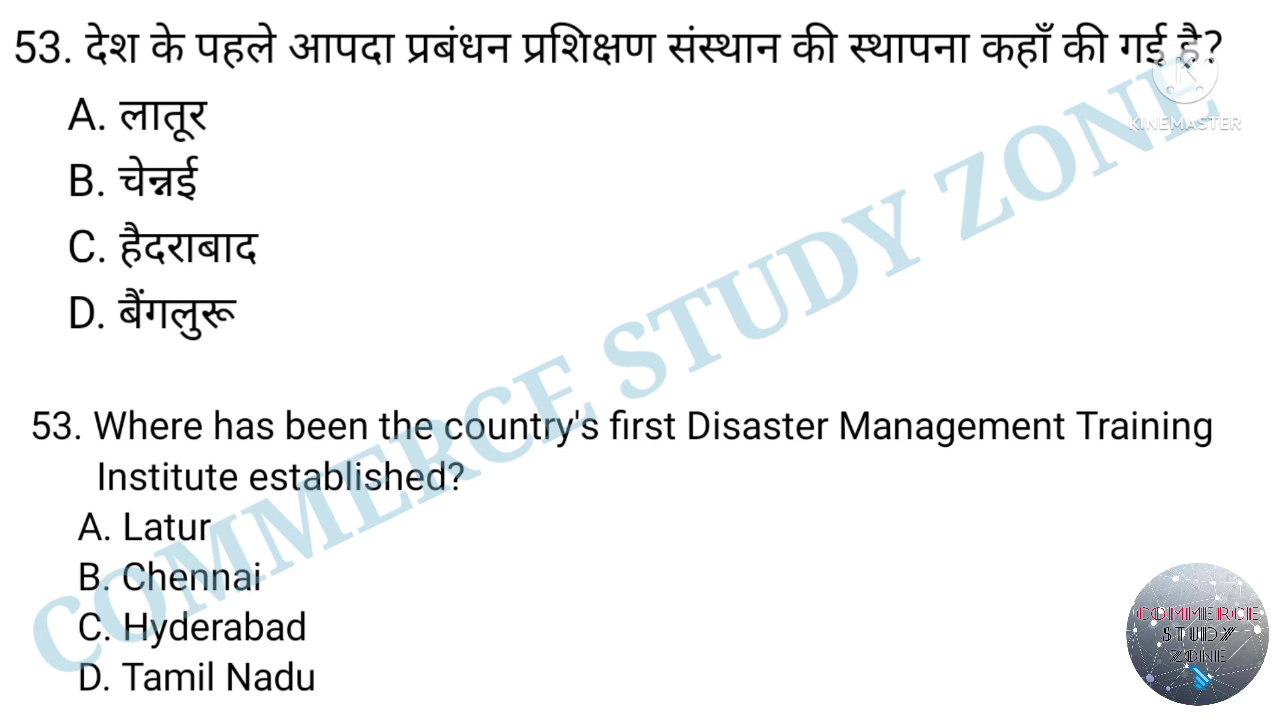 53. देश के पहले आपदा प्रबंधन प्रशिक्षण संस्थान की स्थापना कहाँ की गई है?
KINEMASTER
A. लातूर
B. चेन्नई
C. हैदराबाद
D. बैंगलुरू
COMMERCE STUDY ZONE
53. Where has been the country's first Disaster Management Training
Institute established?
A. Latur
B. Chennai
C. Hyderabad
D. Tamil Nadu
COMMERCE
STUDY
ZONE